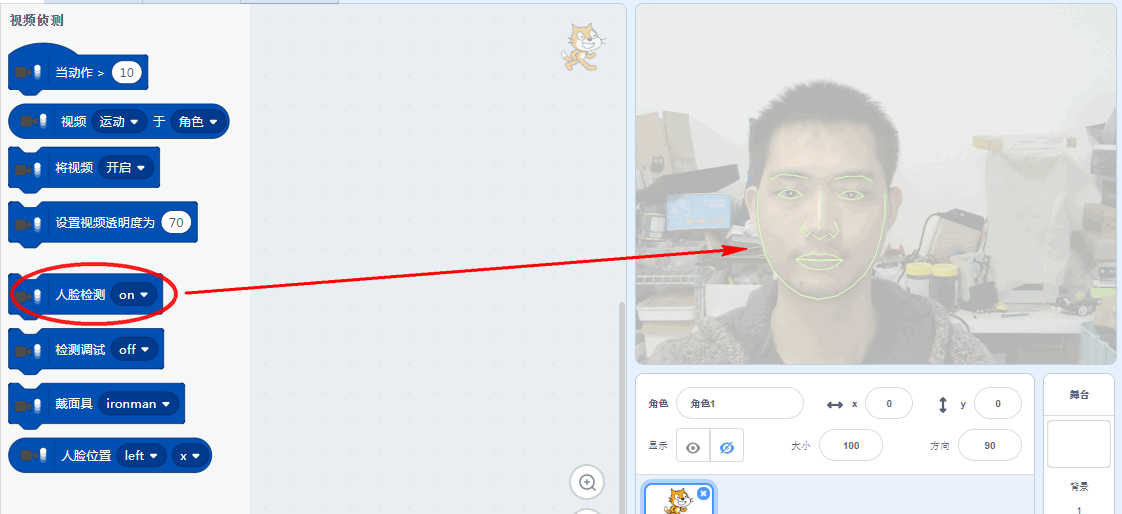 视频侦测
当动作 > 10
视频 运动 于 角色
将视频 开启
设置视频透明度为 70
人脸检测 on
检测调试 off
戴面具 ironman
人脸位置 left x
角色 角色1 x 0 y 0
显示 大小 100 方向 90
舞台
背景
1